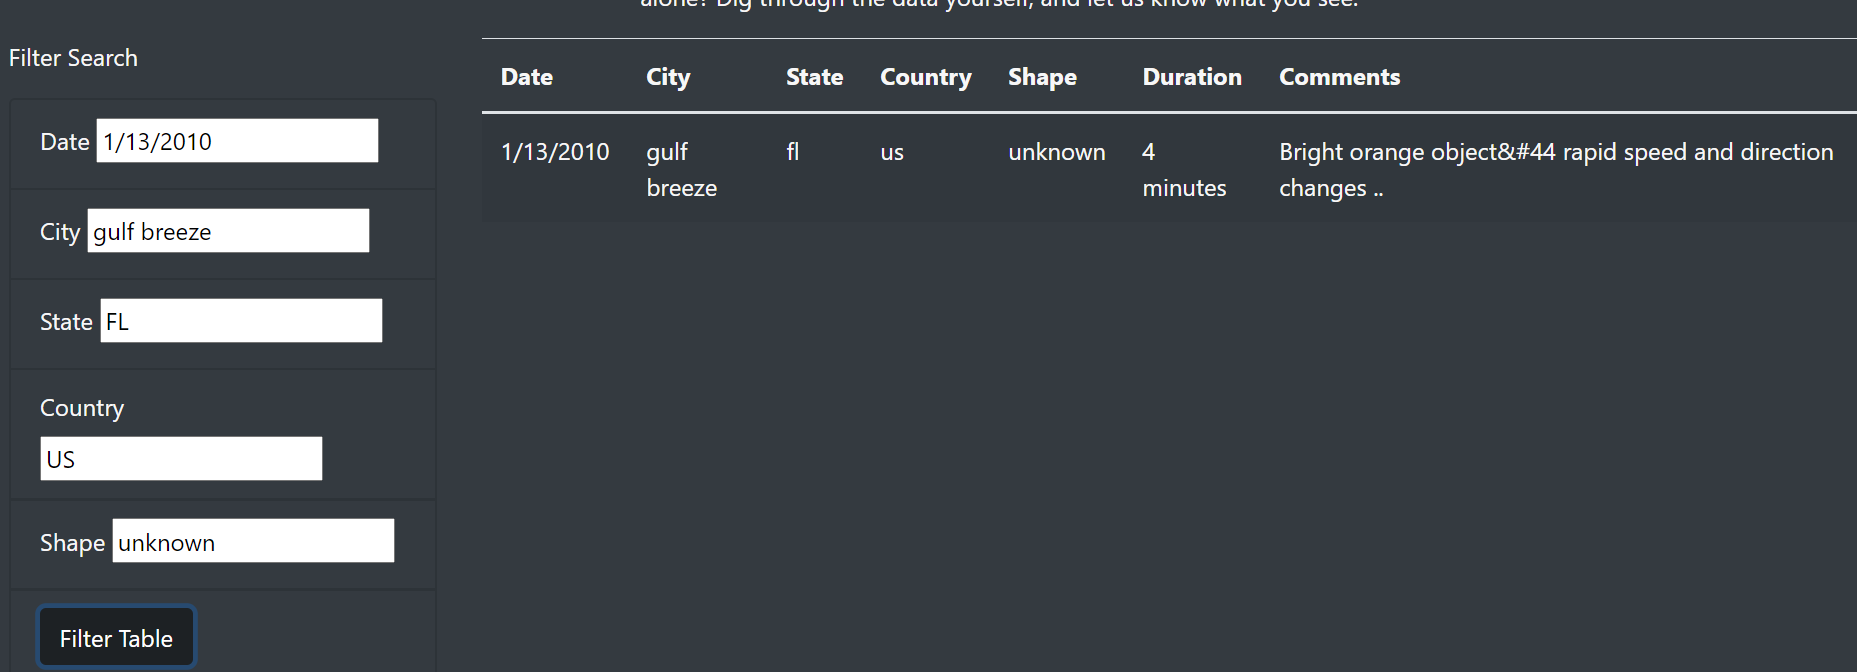 alone? Dig through the data yourself, and let us know what you see.
Filter Search
Date 1/13/2010
City gulf breeze
State FL
Country
US
Shape unknown
Filter Table
Date City State Country Shape Duration Comments
1/13/2010 gulf breeze fl us unknown 4 minutes Bright orange object&#44 rapid speed and direction changes ..